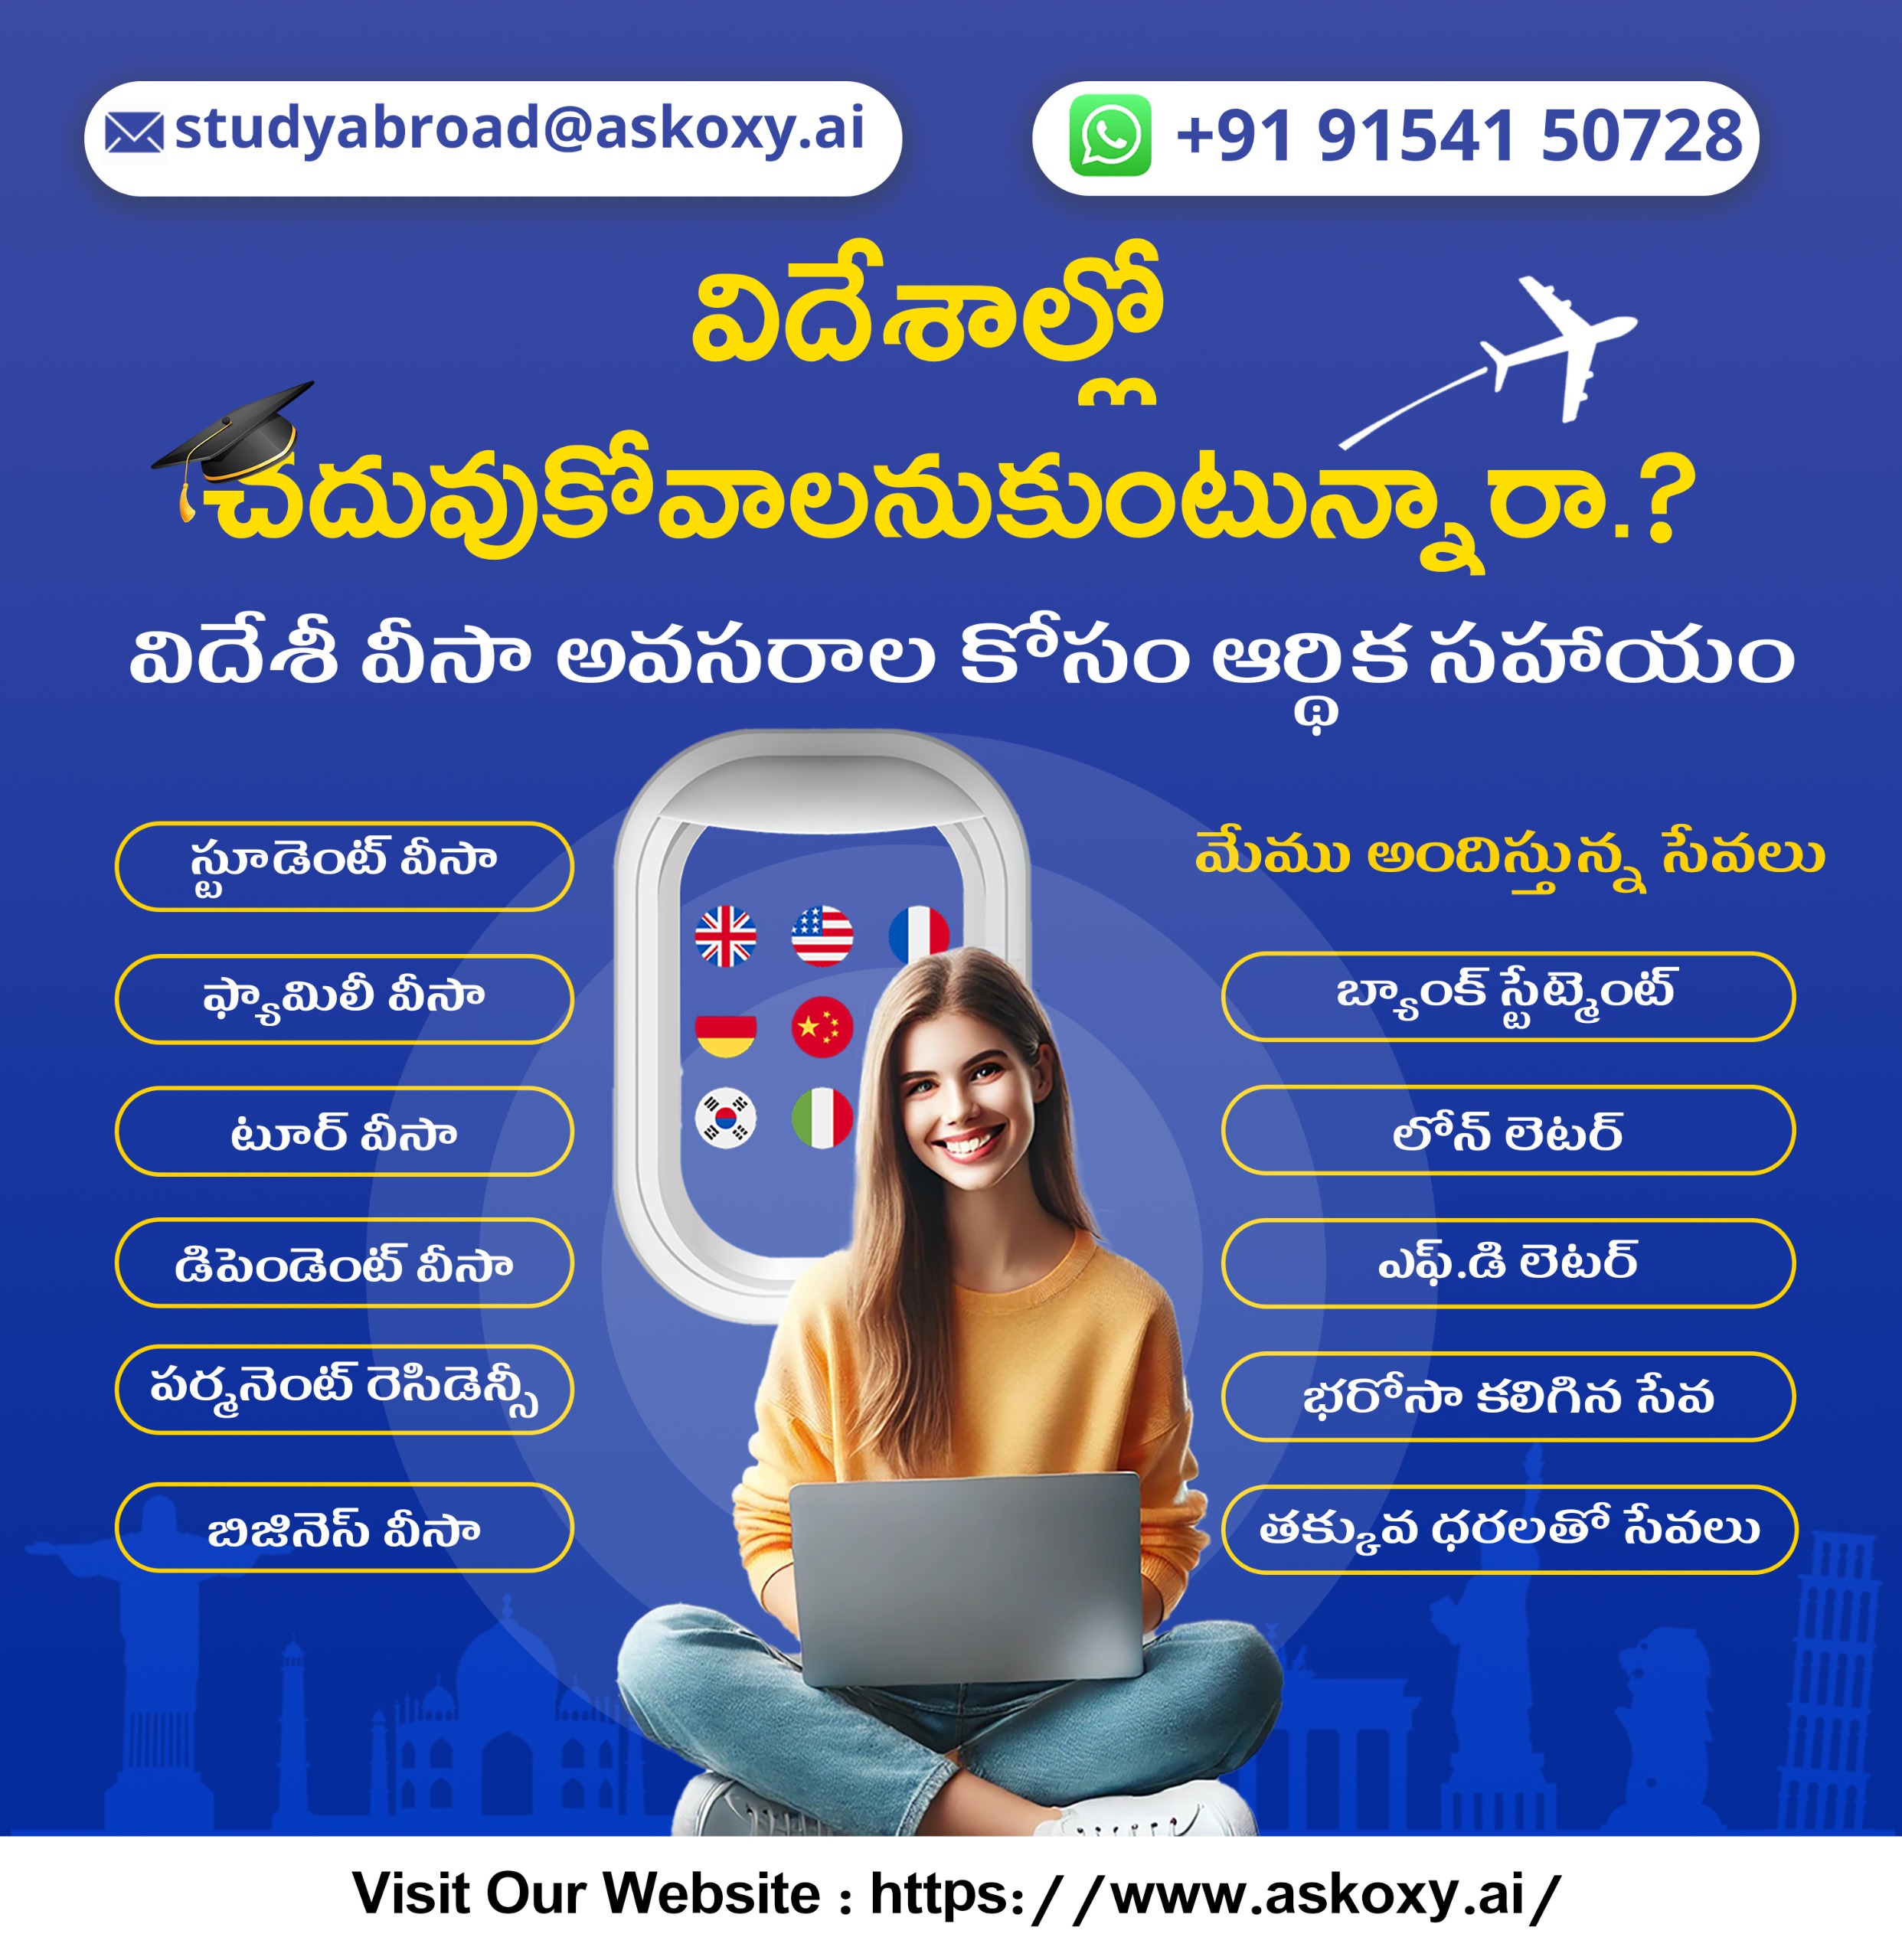 studyabroad@askoxy.ai
+91 91541 50728
విదేశాల్లో
చదువుకోవాలనుకుంటున్నారా.?
విదేశీ వీసా అవసరాల కోసం ఆర్థిక సహాయం
స్టూడెంట్ వీసా
ఫ్యామిలీ వీసా
టూర్ వీసా
డిపెండెంట్ వీసా
పర్మనెంట్ రెసిడెన్సీ
బిజినెస్ వీసా
మేము అందిస్తున్న సేవలు
బ్యాంక్ స్టేట్మెంట్
లోన్ లెటర్
ఎఫ్.డి లెటర్
భరోసా కలిగిన సేవ
తక్కువ ధరలతో సేవలు
Visit Our Website : https://www.askoxy.ai/